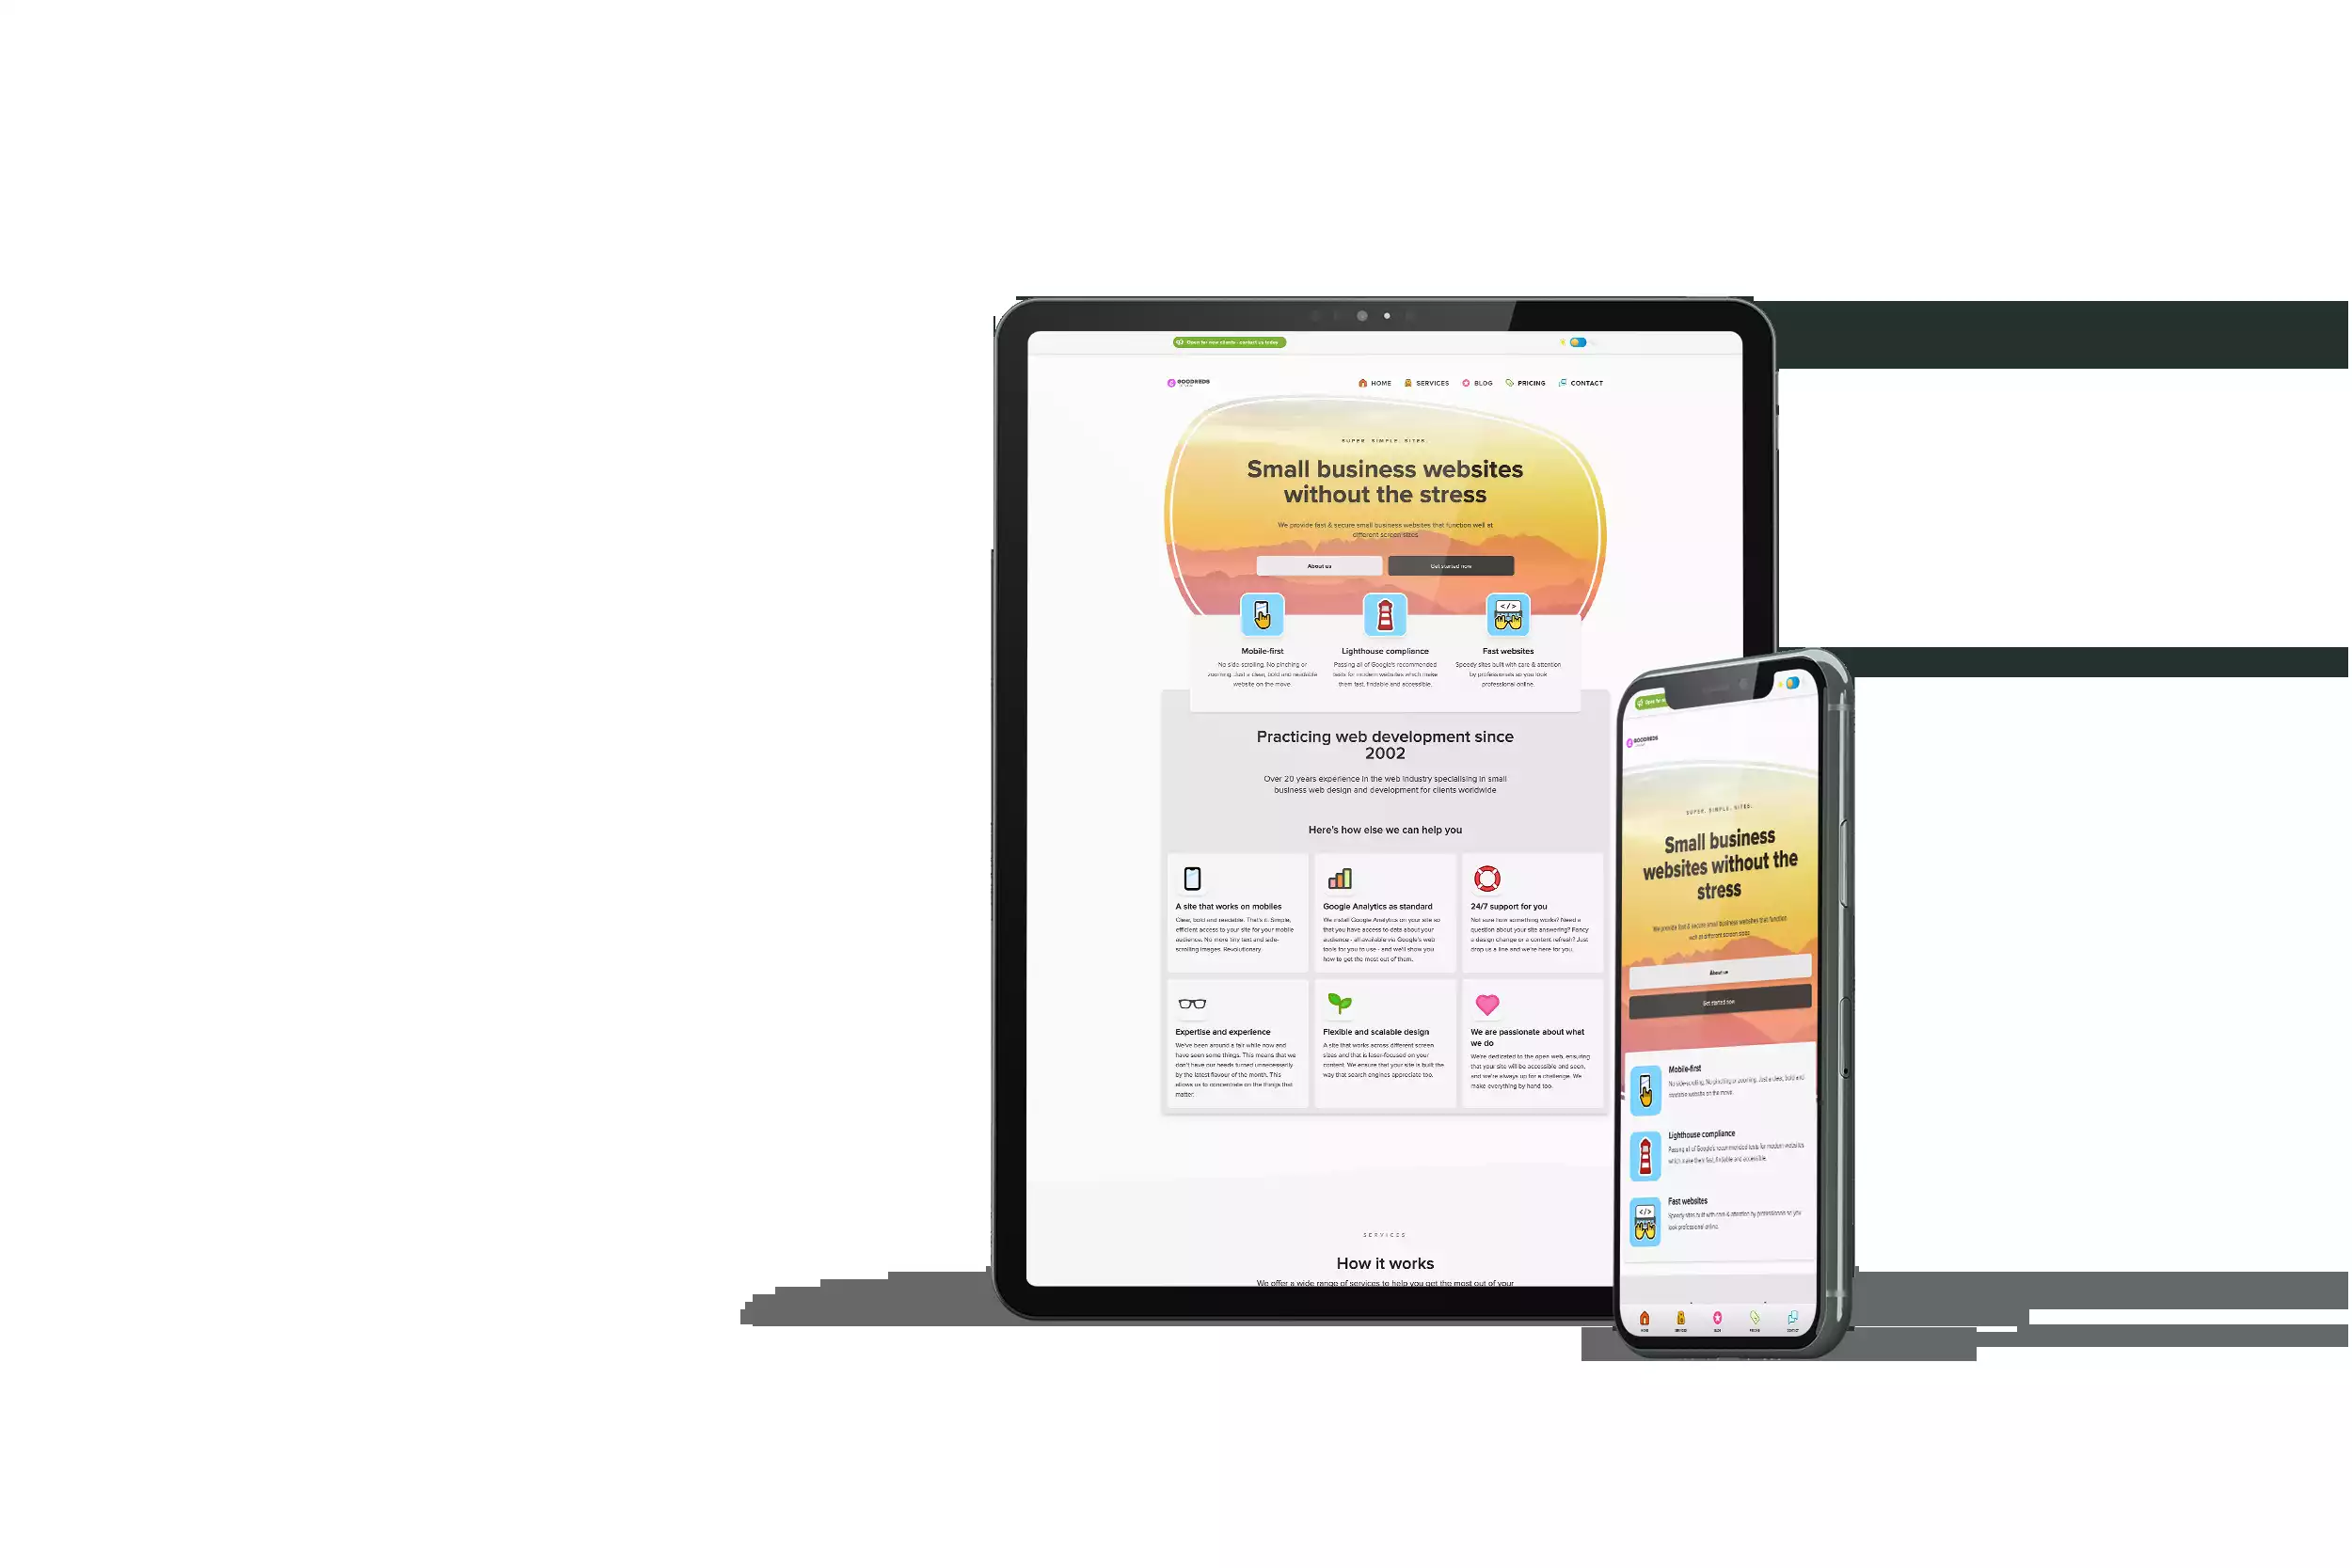 Open for new clients - contact us today
GOODREDS
HOME
SERVICES
BLOG
PRICING
CONTACT
SUPER. SIMPLE. SITES.
Small business websites
without the stress
We provide fast & secure small business websites that function well at
different screen sizes.
About us
Get started now
Mobile-first
No side-scrolling. No pinching or
zooming. Just a clear, bold and readable
website on the move.
Lighthouse compliance
Passing all of Google's recommended
tests for modern websites which make
them fast, findable and accessible.
Fast websites
Speedy sites built with care & attention
by professionals so you look
professional online.
Practicing web development since
2002
Over 20 years experience in the web industry specialising in small
business web design and development for clients worldwide.
Here's how else we can help you
A site that works on mobiles
Clear, bold and readable. That's it. Simple,
efficient access to your site for your mobile
audience. No more tiny text and side-
scrolling images. Revolutionary.
Google Analytics as standard
We install Google Analytics on your site so
that you have access to data about your
audience - all available via Google's web
tools for you to use - and we'll show you
how to get the most out of them.
24/7 support for you
Not sure how something works? Need a
question about your site answering? Fancy
a design change or a content refresh? Just
drop us a line and we're here for you.
Expertise and experience
We've been around a fair while now and
have seen some things. This means that we
don't have our heads turned unnecessarily
by the latest flavour of the month. This
allows us to concentrate on the things that
matter.
Flexible and scalable design
A site that works across different screen
sizes and that is laser-focused on your
content. We ensure that your site is built the
way that search engines appreciate too.
We are passionate about what
we do
We're dedicated to the open web, ensuring
that your site will be accessible and seen,
and we're always up for a challenge. We
make everything by hand too.
SERVICES
How it works
We offer a wide range of services to help you get the most out of your
Open for
GOODREDS
SUPER. SIMPLE. SITES.
Small business
websites without the
stress
We provide fast & secure small business websites that function
well at different screen sizes.
About us
Get started now
Mobile-first
No side-scrolling. No pinching or zooming. Just a clear, bold and
readable website on the move.
Lighthouse compliance
Passing all of Google's recommended tests for modern websites
which make them fast, findable and accessible.
Fast websites
Speedy sites built with care & attention by professionals so you
look professional online.
HOME
SERVICES
BLOG
PRICING
CONTACT